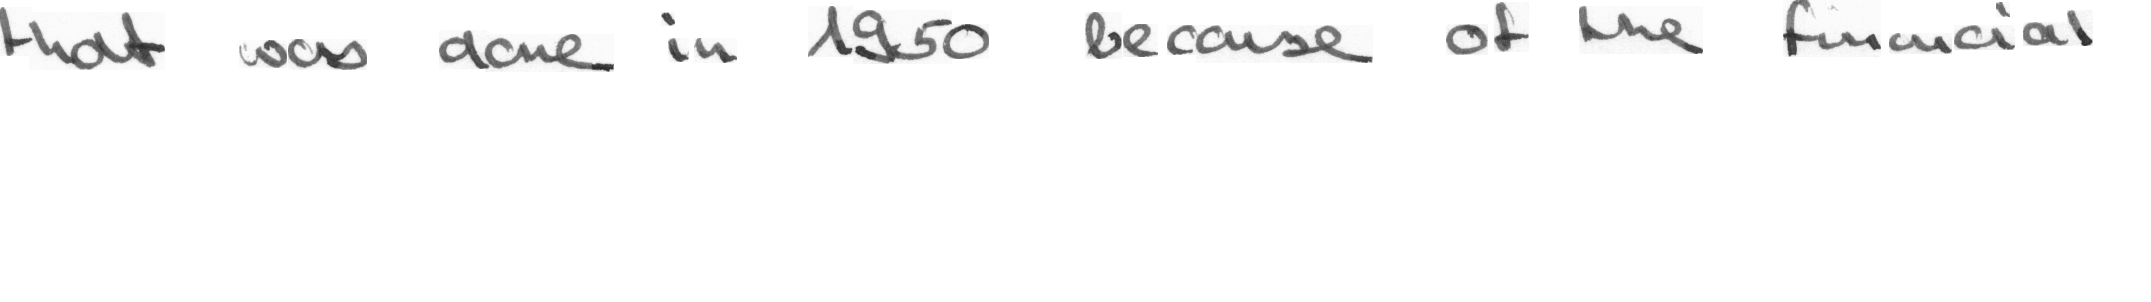 that was done in 1950 because of the financial